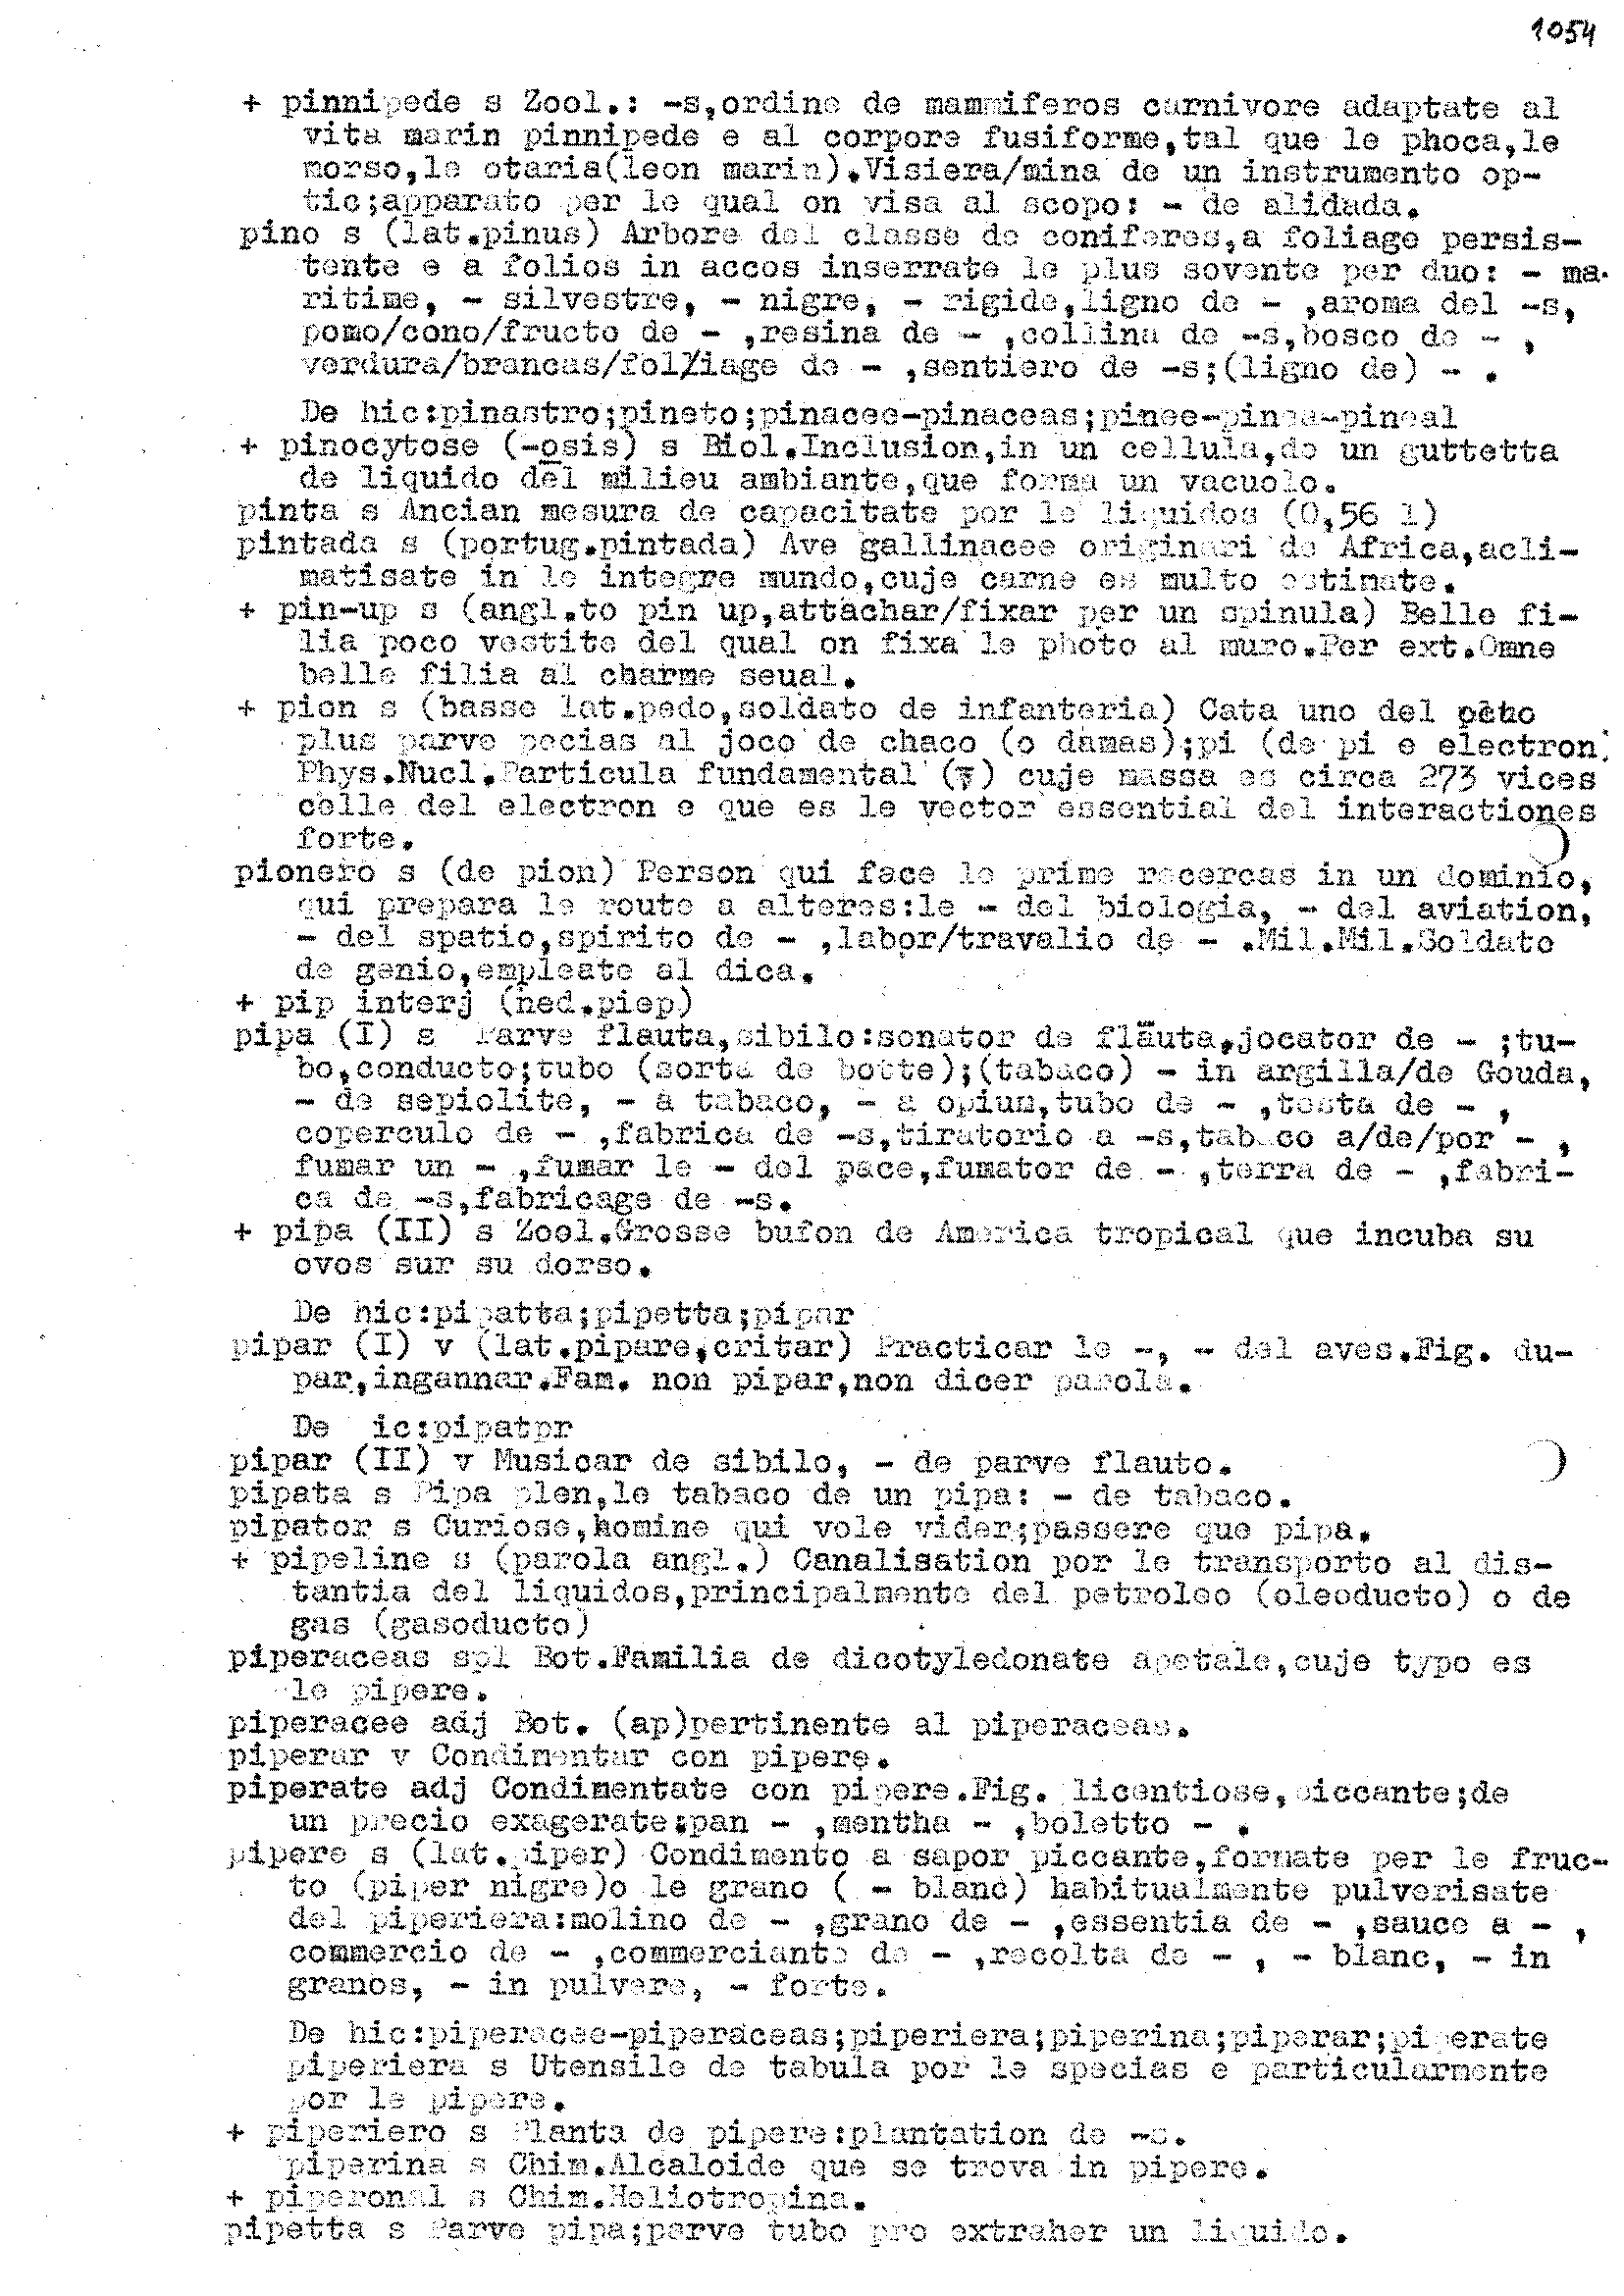 1054
+ pinnipede s Zool.: -s,ordine de mammiferos carnivore adaptate al
vita marin pinnipede e al corpore fusiforme,tal que le phoca,le
morso,le otaria(leon marin).Visiera/mina de un instrumento op-
tic;apparato per le qual on visa al scopo: - de alidada.
pino s (lat.pinus) Arbore del classe de coniferes,a foliage persis-
tente e a folios in accos inserrate le plus sovente per duo: - ma-
ritime, - silvestre, - nigre, - rigide,ligno de - ,aroma del -s,
pomo/cono/fructo de - ,resina de - ,collina de -s,bosco de - ,
verdura/brancas/foliage de - ,sentiero de -s;(ligno de) - .
De hic:pinastro;pineto;pinacee-pinaceas;pinee-pinea-pineal
+ pinocytose (-osis) s Biol.Inclusion,in un cellula,de un guttetta
de liquido del milieu ambiante,que forma un vacuolo.
pinta s Ancian mesura de capacitate por le liquidos (0,56 l)
pintada s (portug.pintada) Ave gallinacee originari de Africa,acli-
matisate in le integre mundo,cuje carne es multo estimate.
+ pin-up s (angl.to pin up,attachar/fixar per un spinula) Belle fi-
lia poco vestite del qual on fixa le photo al muro.Per ext.Omne
belle filia al charme seual.
+ pion s (basse lat.pedo,soldato de infanteria) Cata uno del octo
plus parve pecias al joco de chaco (o damas);pi (de pi e electron)
Phys.Nucl.Particula fundamental (π) cuje massa es circa 273 vices
celle del electron e que es le vector essential del interactiones
forte.
pionero s (de pion) Person qui face le prime recercas in un dominio,
qui prepara le route a alteres:le - del biologia, - del aviation,
- del spatio,spirito de - ,labor/travalio de - .Mil.Mil.Soldato
de genio,empleate al dica.
+ pip interj (ned.piep)
pipa (I) s Parve flauta,sibilo:sonator de flauta,jocator de - ;tu-
bo,conducto;tubo (sorta de botte);(tabaco) - in argilla/de Gouda,
- de sepiolite, - a tabaco, - a opium,tubo de - ,testa de - ,
coperculo de - ,fabrica de -s,tiratorio a -s,tabaco a/de/por - ,
fumar un - ,fumar le - del pace,fumator de - ,terra de - ,fabri-
ca de -s,fabricage de -s.
+ pipa (II) s Zool.Grosse bufon de America tropical que incuba su
ovos sur su dorso.
De hic:pipatta;pipetta;pipar
pipar (I) v (lat.pipare,critar) Practicar le -, - del aves.Fig. du-
par,ingannar.Fam. non pipar,non dicer parola.
De ic:pipatpr
pipar (II) v Musicar de sibilo, - de parve flauto.
pipata s Pipa plen,le tabaco de un pipa: - de tabaco.
pipator s Curiose,homine qui vole vider;passere que pipa.
+ pipeline s (parola angl.) Canalisation por le transporto al dis-
tantia del liquidos,principalmente del petroleo (oleoducto) o de
gas (gasoducto)
piperaceas spl Bot.Familia de dicotyledonate apetale,cuje typo es
le pipere.
piperacee adj Bot. (ap)pertinente al piperaceas.
piperar v Condimentar con pipere.
piperate adj Condimentate con pipere.Fig. licentiose,piccante;de
un precio exagerate:pan - ,mentha - ,boletto - .
pipere s (lat.piper) Condimento a sapor piccante,formate per le fruc-
to (piper nigre)o le grano ( - blanc) habitualmente pulverisate
del piperiera:molino de - ,grano de - ,essentia de - ,sauce a - ,
commercio de - ,commerciante de - ,recolta de - , - blanc, - in
granos, - in pulvere, - forte.
De hic:piperacee-piperaceas;piperiera;piperina;piperar;piperate
piperiera s Utensile de tabula por le specias e particularmente
por le pipere.
+ piperiero s Planta de pipere:plantation de -s.
piperina s Chim.Alcaloide que se trova in pipere.
+ piperonal s Chim.Heliotropina.
pipetta s Parve pipa;parve tubo pro extraher un liquido.